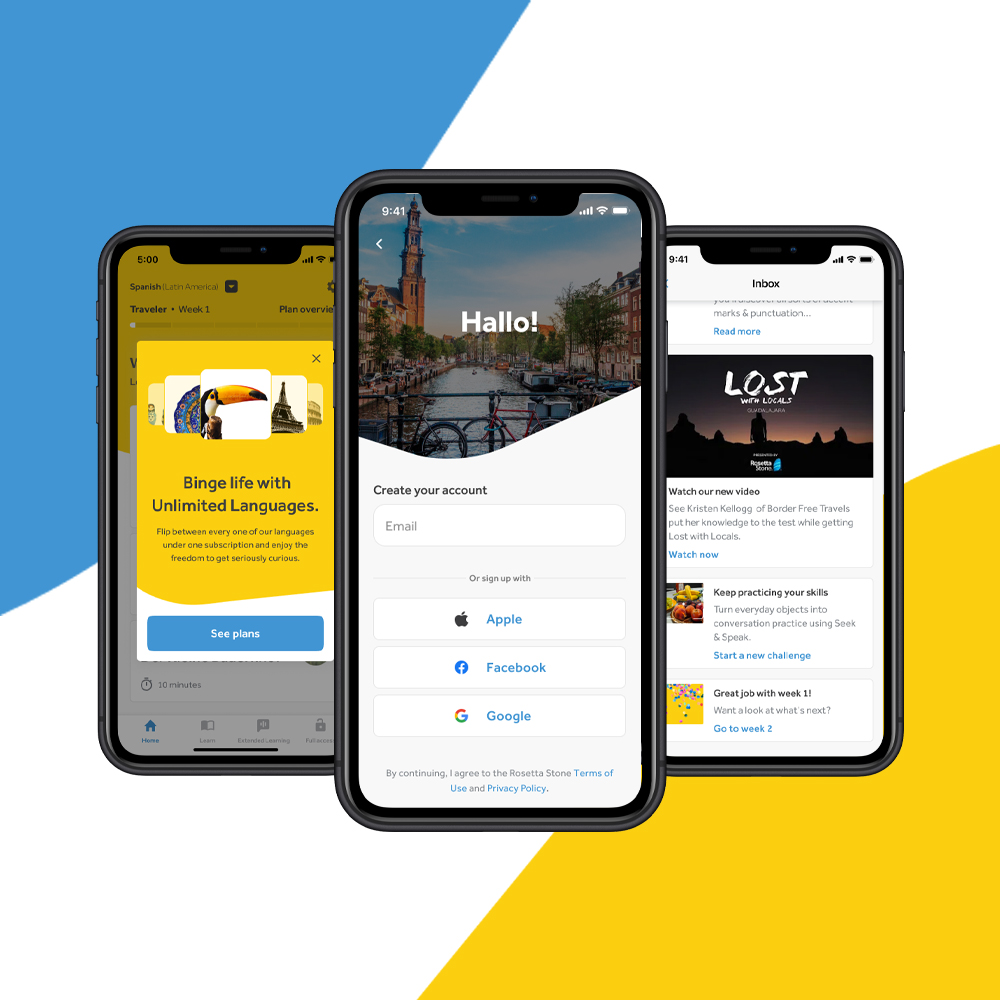 5:00
Spanish (Latin America)
Traveler • Week 1
Binge life with
Unlimited Languages.
Flip between every one of our languages
under one subscription and enjoy the
freedom to get seriously curious.
See plans
10 minutes
Home
Learn
Extended Learning
9:41
Hallo!
Create your account
Email
Or sign up with
Apple
Facebook
Google
By continuing, I agree to the Rosetta Stone Terms of
Use and Privacy Policy.
9:41
Inbox
marks & punctuation...
Read more
LOST
WITH LOCALS
GUADALAJARA
PRESENTED BY
Rosetta
Stone
Watch our new video
See Kristen Kellogg of Border Free Travels
put her knowledge to the test while getting
Lost with Locals.
Watch now
Keep practicing your skills
Turn everyday objects into
conversation practice using Seek
& Speak.
Start a new challenge
Great job with week 1!
Want a look at what's next?
Go to week 2